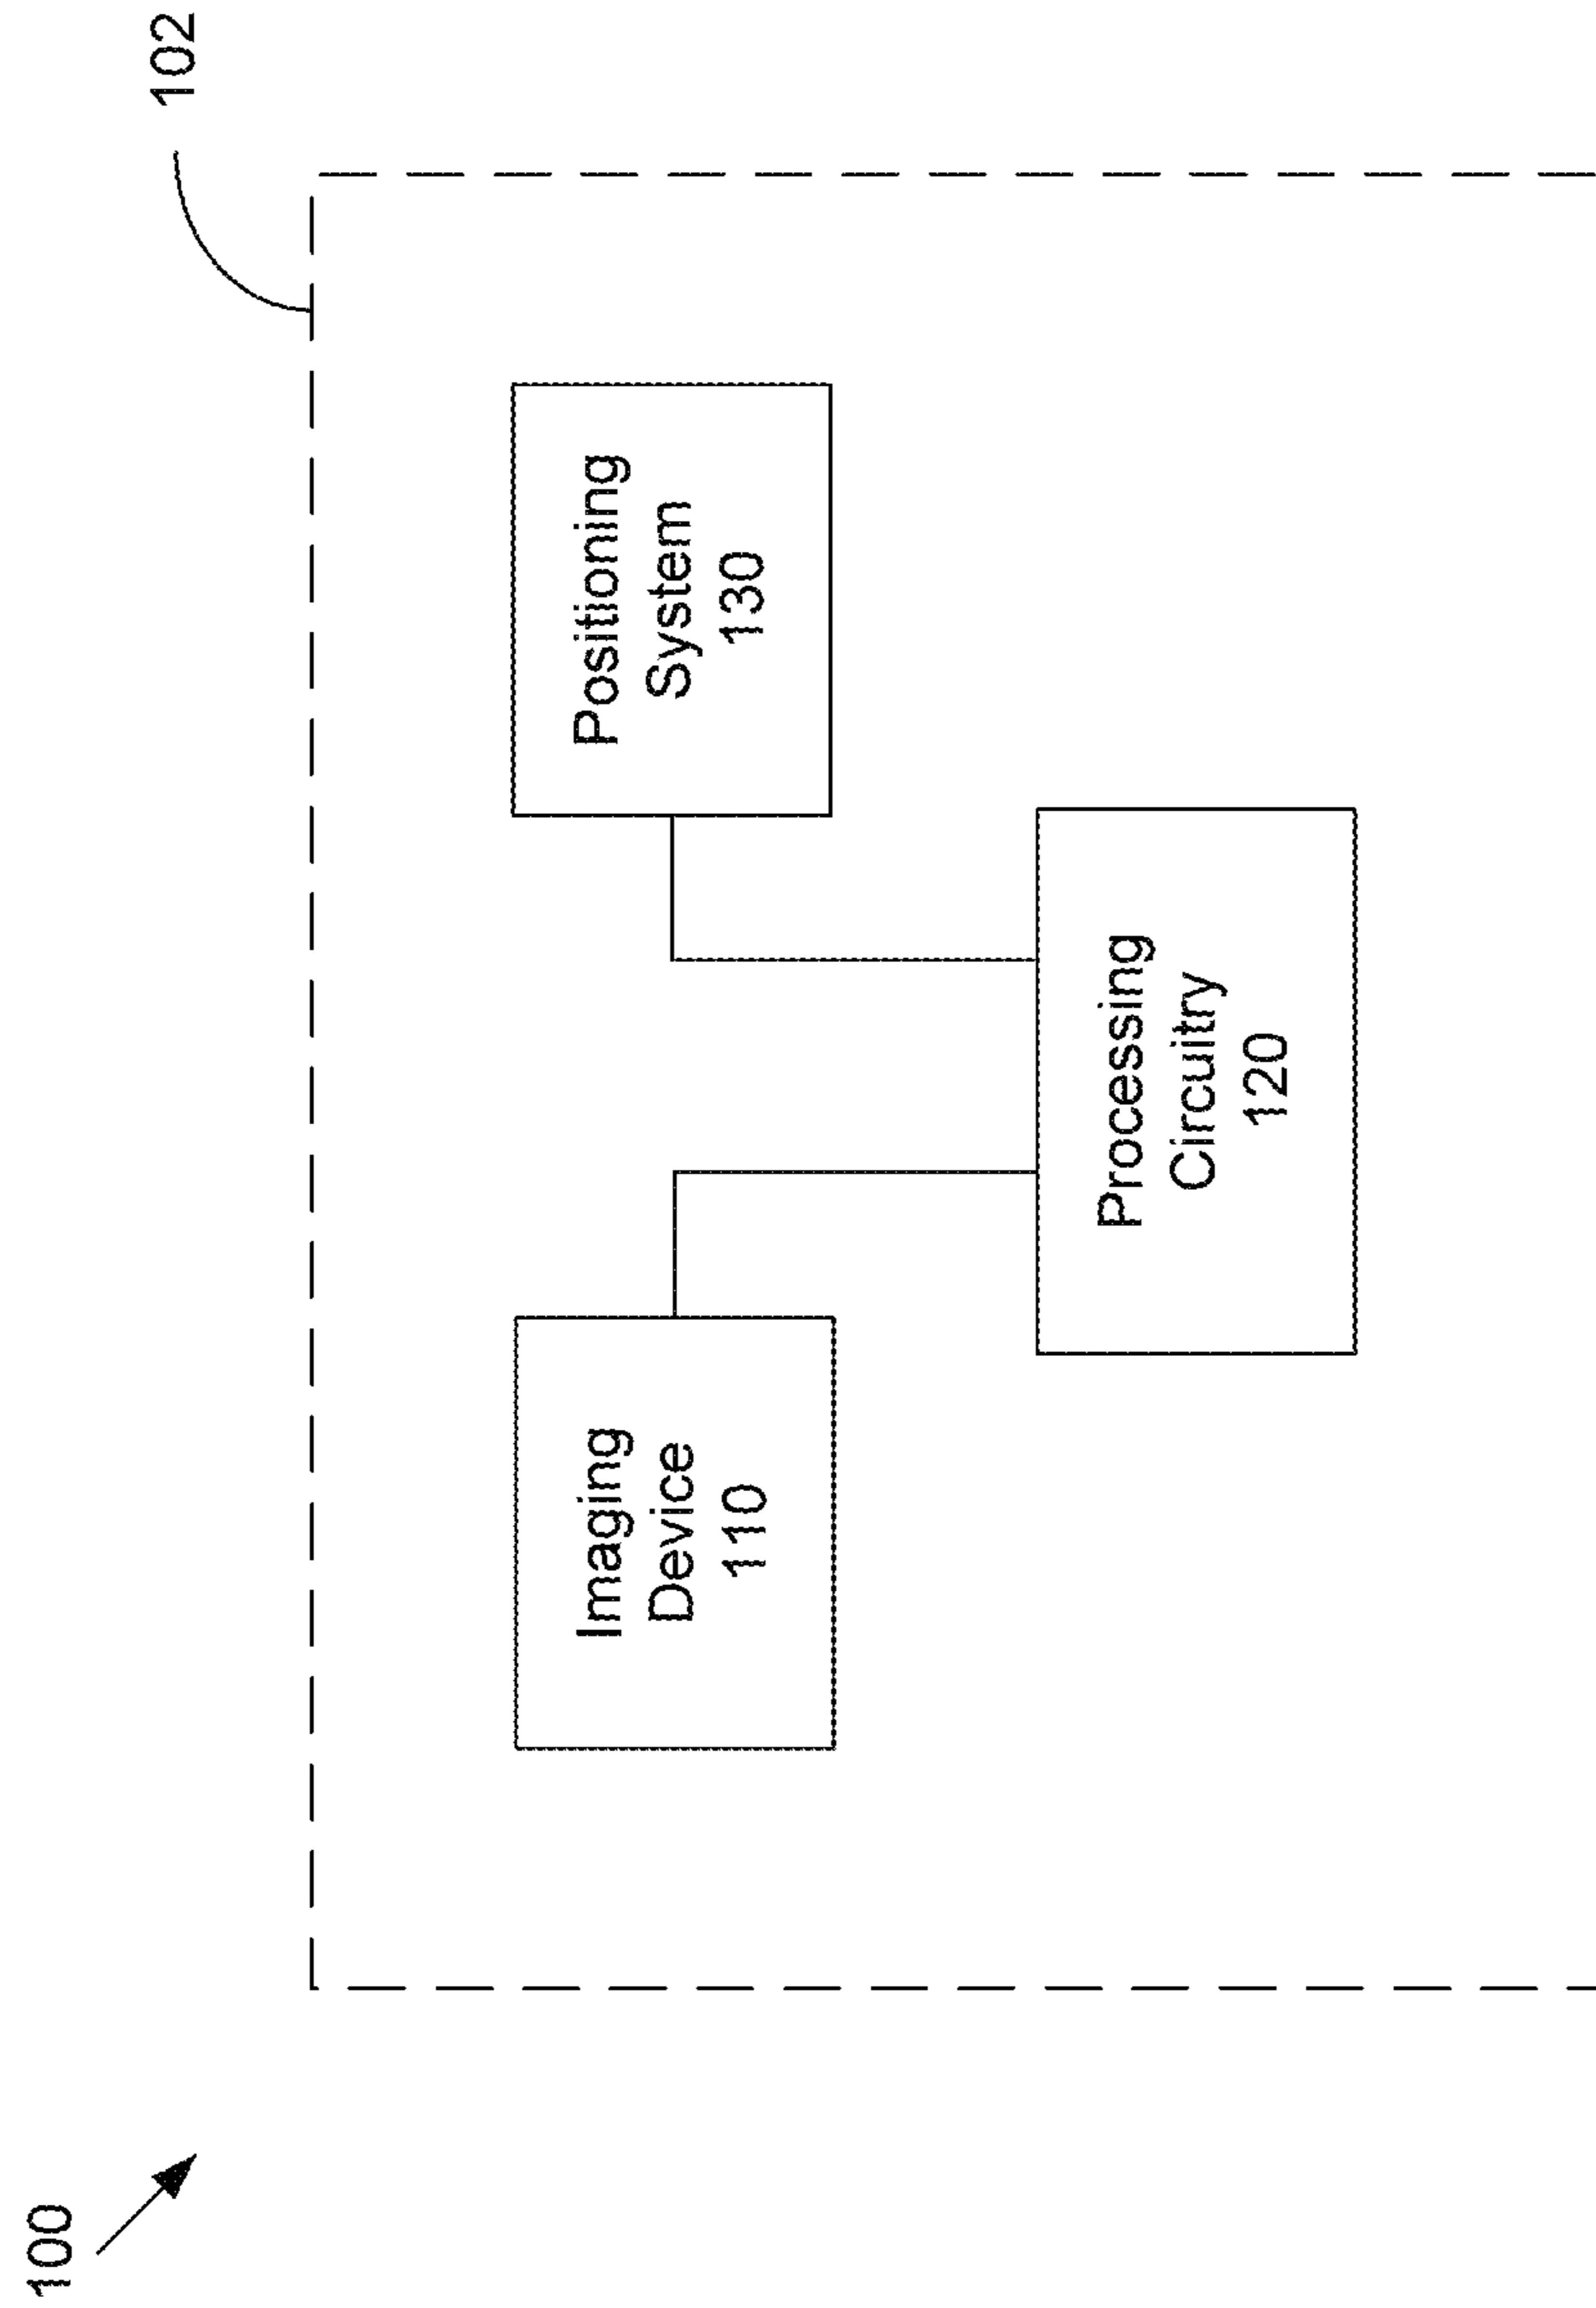 100
102
Imaging
Device
110
Positioning
System
130
Processing
Circuitry
120